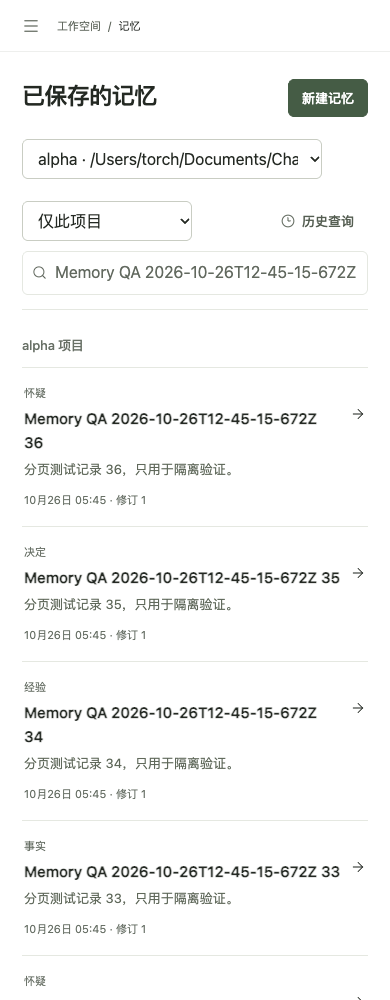 工作空间 / 记忆
已保存的记忆
新建记忆
alpha · /Users/torch/Documents/Cha
仅此项目
历史查询
Memory QA 2026-10-26T12-45-15-672Z
alpha 项目
怀疑
Memory QA 2026-10-26T12-45-15-672Z
36
分页测试记录 36，只用于隔离验证。
10月26日 05:45 · 修订 1
决定
Memory QA 2026-10-26T12-45-15-672Z 35
分页测试记录 35，只用于隔离验证。
10月26日 05:45 · 修订 1
经验
Memory QA 2026-10-26T12-45-15-672Z
34
分页测试记录 34，只用于隔离验证。
10月26日 05:45 · 修订 1
事实
Memory QA 2026-10-26T12-45-15-672Z 33
分页测试记录 33，只用于隔离验证。
10月26日 05:45 · 修订 1
怀疑